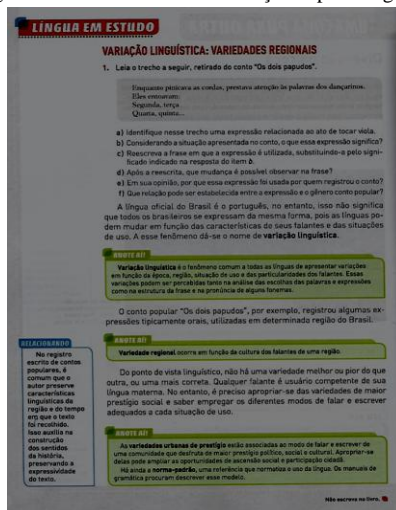 LÍNGUA EM ESTUDO
VARIAÇÃO LINGUÍSTICA: VARIEDADES REGIONAIS
1. Leia o trecho a seguir, retirado do conto “Os dois papudos”.
Enquanto pinicava as cordas, prestava atenção às palavras dos dançarinos.
Eles entoavam:
Segunda, terça
Quarta, quinta...
a) Identifique nesse trecho uma expressão relacionada ao ato de tocar viola.
b) Considerando a situação apresentada no conto, o que essa expressão significa?
c) Reescreva a frase em que a expressão é utilizada, substituindo-a pelo signi-
ficado indicado na resposta do item b.
d) Após a reescrita, que mudança é possível observar na frase?
e) Em sua opinião, por que essa expressão foi usada por quem registrou o conto?
f) Que relação pode ser estabelecida entre a expressão e o gênero conto popular?
A língua oficial do Brasil é o português, no entanto, isso não significa
que todos os brasileiros se expressam da mesma forma, pois as línguas po-
dem mudar em função das características de seus falantes e das situações
de uso. A esse fenômeno dá-se o nome de variação linguística.
ANOTE AÍ!
Variação linguística é o fenômeno comum a todas as línguas de apresentar variações
em função da época, região, situação de uso e das particularidades dos falantes. Essas
variações podem ser percebidas tanto na análise das escolhas das palavras e expressões
como na estrutura da frase e na pronúncia de alguns fonemas.
O conto popular “Os dois papudos”, por exemplo, registrou algumas ex-
pressões tipicamente orais, utilizadas em determinada região do Brasil.
ANOTE AÍ!
Variedade regional ocorre em função da cultura dos falantes de uma região.
RELACIONANDO
No registro
escrito de contos
populares, é
comum que o
autor preserve
características
linguísticas da
região e do tempo
em que o texto
foi recolhido.
Isso auxilia na
construção
dos sentidos
da história,
preservando a
expressividade
do texto.
Do ponto de vista linguístico, não há uma variedade melhor ou pior do que
outra, ou uma mais correta. Qualquer falante é usuário competente de sua
língua materna. No entanto, é preciso apropriar-se das variedades de maior
prestígio social e saber empregar os diferentes modos de falar e escrever
adequados a cada situação de uso.
ANOTE AÍ!
As variedades urbanas de prestígio estão associadas ao modo de falar e escrever de
uma comunidade que desfruta de maior prestígio político, social e cultural. Apropriar-se
delas pode ampliar as oportunidades de ascensão social e participação cidadã.
Há ainda a norma-padrão, uma referência que normatiza o uso da língua. Os manuais de
gramática procuram descrever esse modelo.
Não escreva no livro.